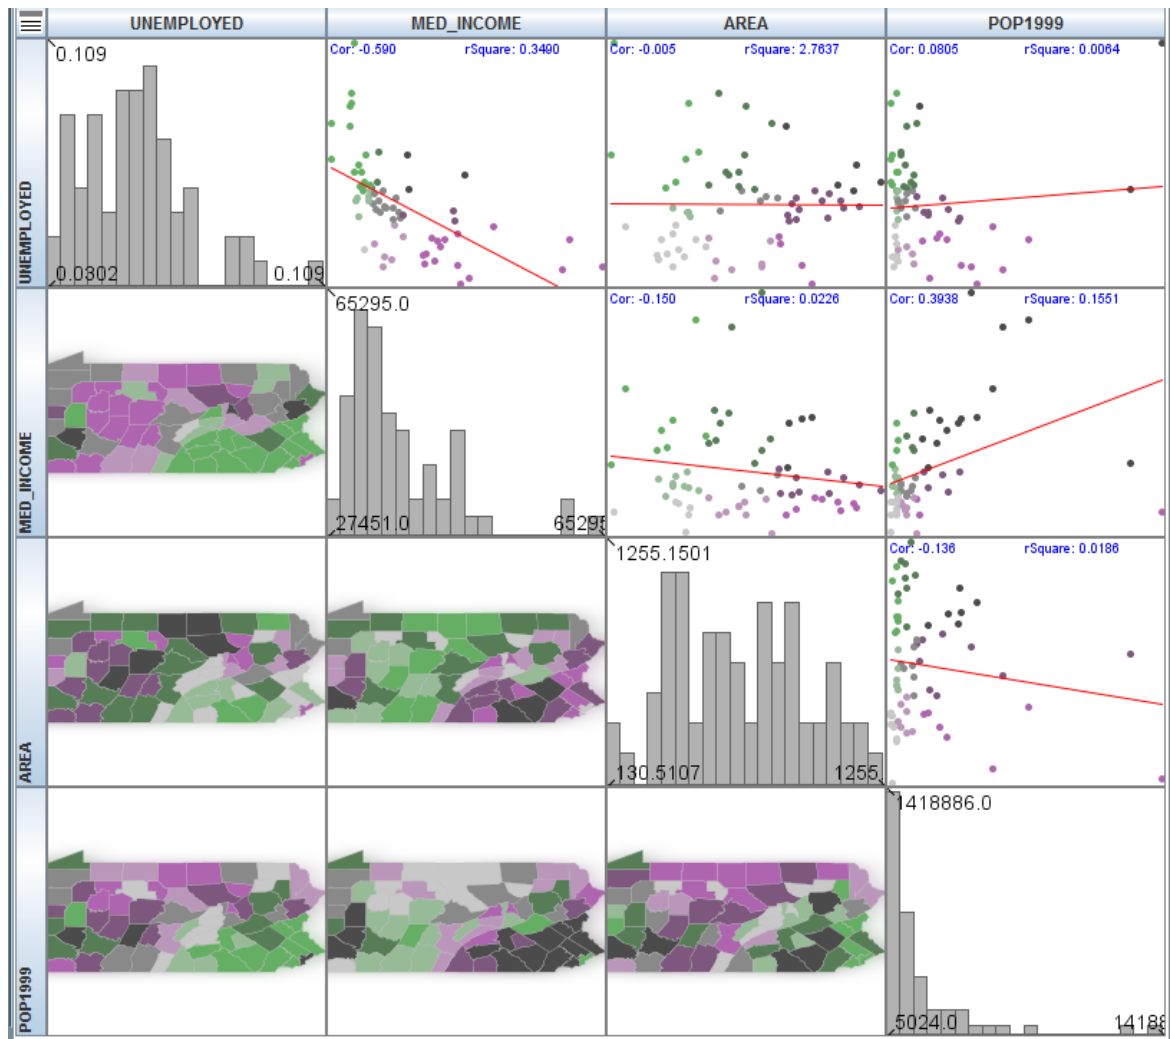 UNEMPLOYED
MED_INCOME
AREA
POP1999
UNEMPLOYED
0.109
0.0302
0.109
Cor: -0.590
rSquare: 0.3490
Cor: -0.005
rSquare: 2.7637
Cor: 0.0805
rSquare: 0.0064
MED_INCOME
65295.0
27451.0
65295
Cor: -0.150
rSquare: 0.0226
Cor: 0.3938
rSquare: 0.1551
AREA
1255.1501
130.5107
1255.
Cor: -0.136
rSquare: 0.0186
POP1999
1418886.0
5024.0
14188